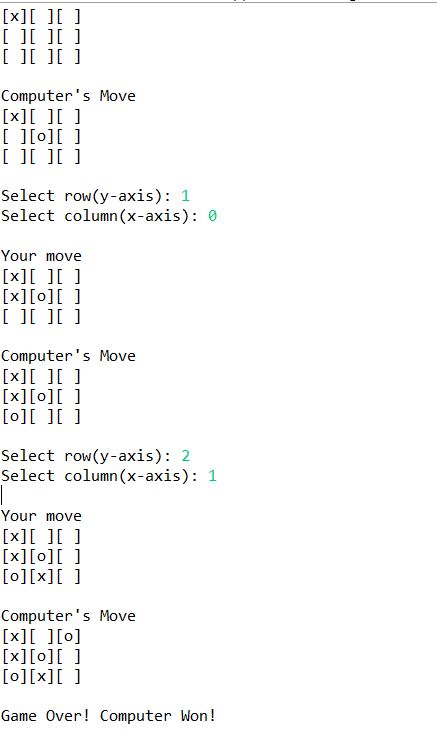 [x][ ][ ]
[ ][ ][ ]
[ ][ ][ ]

Computer's Move
[x][ ][ ]
[ ][o][ ]
[ ][ ][ ]

Select row(y-axis): 1
Select column(x-axis): 0

Your move
[x][ ][ ]
[x][o][ ]
[ ][ ][ ]

Computer's Move
[x][ ][ ]
[x][o][ ]
[o][ ][ ]

Select row(y-axis): 2
Select column(x-axis): 1

Your move
[x][ ][ ]
[x][o][ ]
[o][x][ ]

Computer's Move
[x][ ][o]
[x][o][ ]
[o][x][ ]

Game Over! Computer Won!